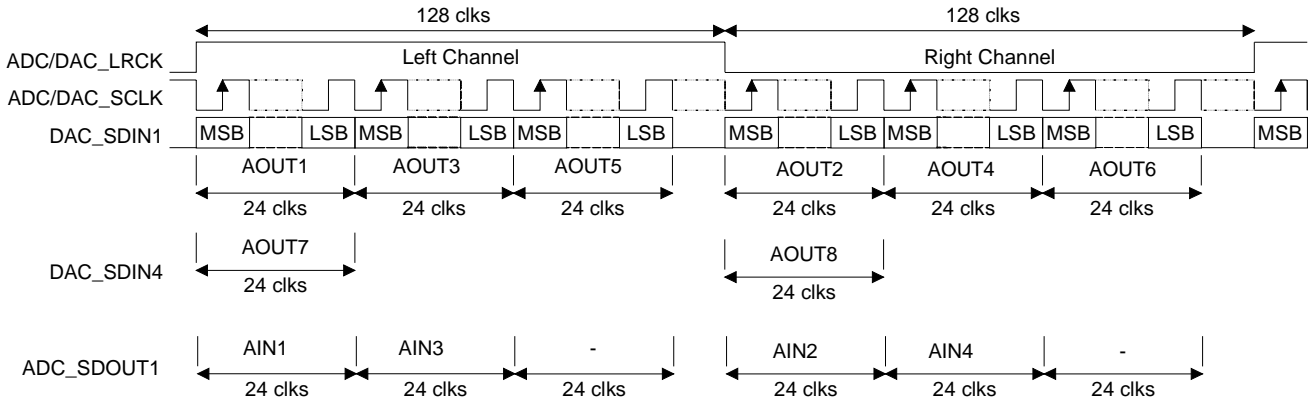 128 clks 128 clks
ADC/DAC_LRCK Left Channel Right Channel
ADC/DAC_SCLK
DAC_SDIN1 MSB LSB MSB LSB MSB LSB MSB LSB MSB LSB MSB LSB MSB
AOUT1 AOUT3 AOUT5 AOUT2 AOUT4 AOUT6
24 clks 24 clks 24 clks 24 clks 24 clks 24 clks
AOUT7 AOUT8
DAC_SDIN4
24 clks 24 clks
AIN1 AIN3 - AIN2 AIN4 -
ADC_SDOUT1
24 clks 24 clks 24 clks 24 clks 24 clks 24 clks